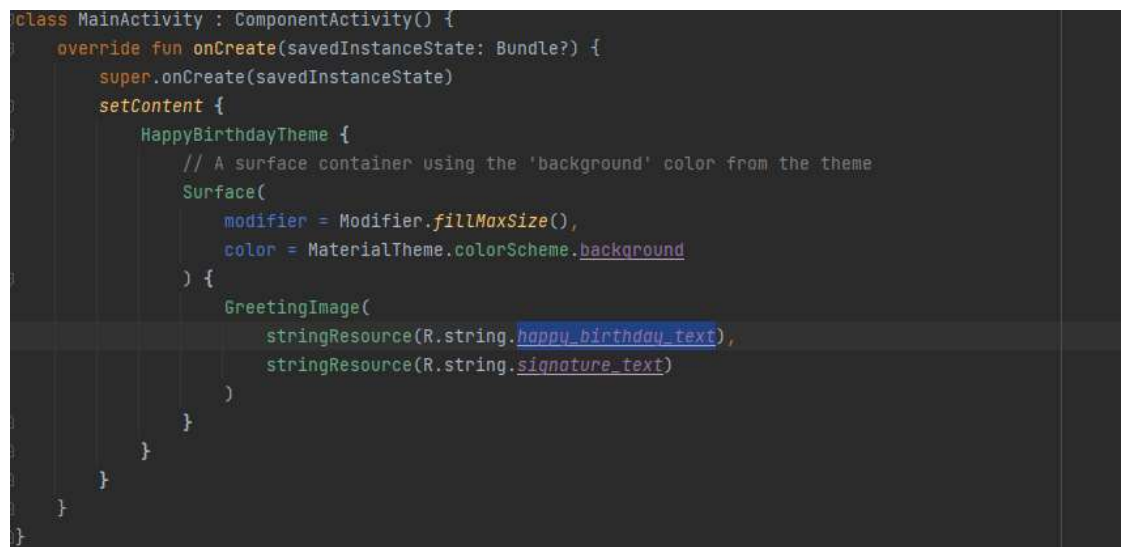 class MainActivity : ComponentActivity() {
override fun onCreate(savedInstanceState: Bundle?) {
super.onCreate(savedInstanceState)
setContent {
HappyBirthdayTheme {
// A surface container using the 'background' color from the theme
Surface(
modifier = Modifier.fillMaxSize(),
color = MaterialTheme.colorScheme.background
) {
GreetingImage(
stringResource(R.string.happy_birthday_text),
stringResource(R.string.signature_text)
)
}
}
}
}
}